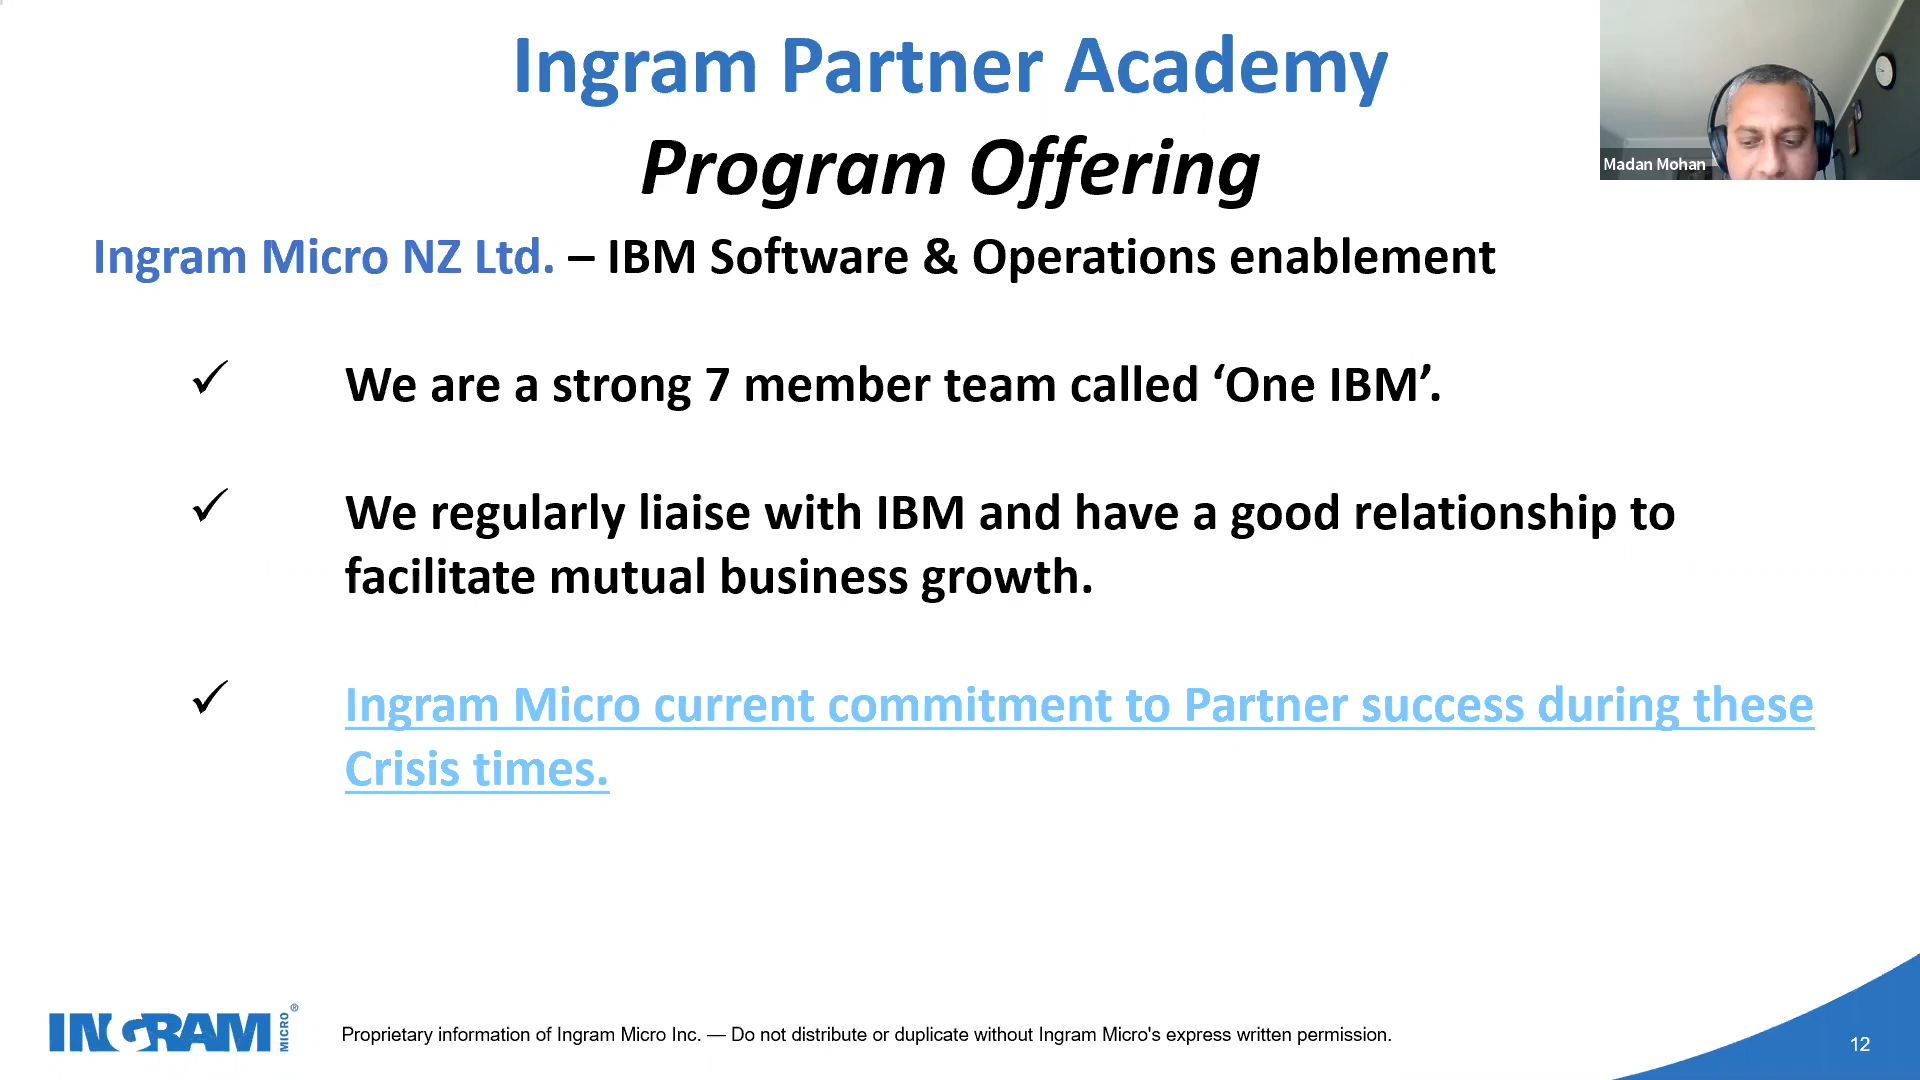 Ingram Partner Academy
Program Offering
Madan Mohan
Ingram Micro NZ Ltd. – IBM Software & Operations enablement
✓ We are a strong 7 member team called ‘One IBM’.
✓ We regularly liaise with IBM and have a good relationship to
facilitate mutual business growth.
✓ Ingram Micro current commitment to Partner success during these
Crisis times.
INGRAM MICRO®
Proprietary information of Ingram Micro Inc. — Do not distribute or duplicate without Ingram Micro's express written permission.
12